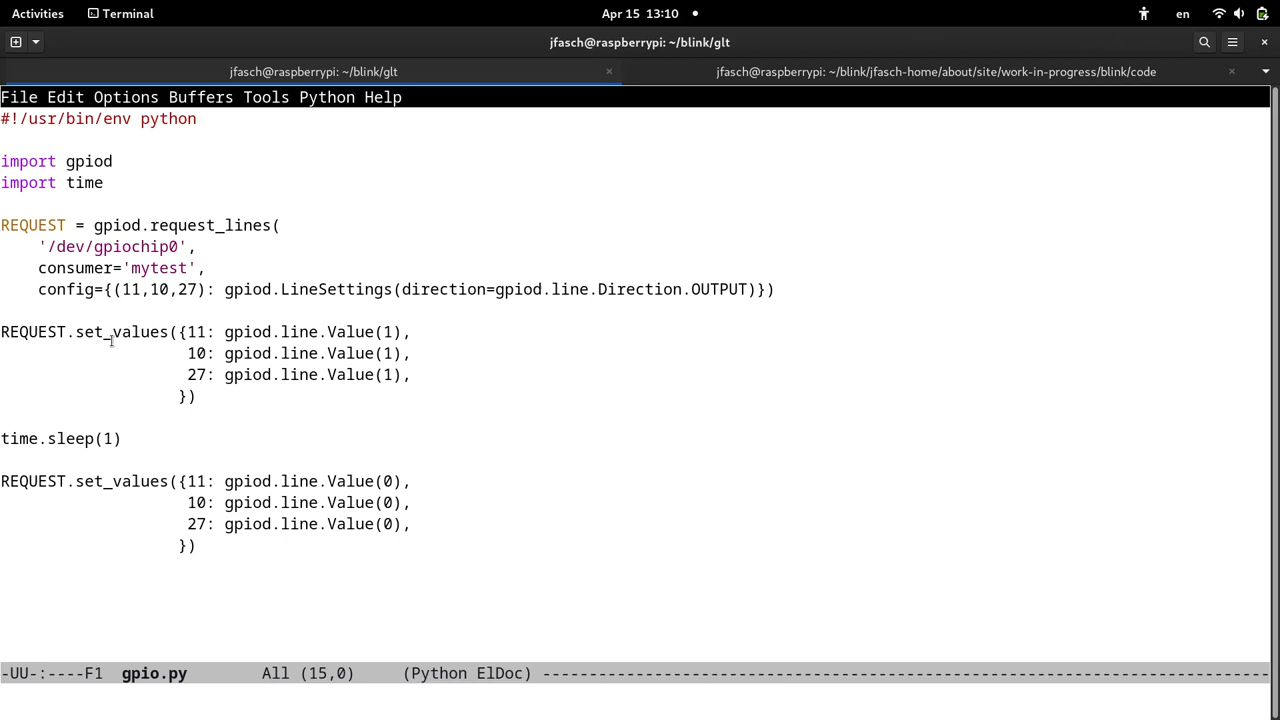 Activities Terminal Apr 15 13:10 en
jfasch@raspberrypi: ~/blink/glt
jfasch@raspberrypi: ~/blink/glt × jfasch@raspberrypi: ~/blink/jfasch-home/about/site/work-in-progress/blink/code ×
File Edit Options Buffers Tools Python Help
#!/usr/bin/env python
import gpiod
import time
REQUEST = gpiod.request_lines(
    '/dev/gpiochip0',
    consumer='mytest',
    config={(11,10,27): gpiod.LineSettings(direction=gpiod.line.Direction.OUTPUT)})
REQUEST.set_values({11: gpiod.line.Value(1),
                    10: gpiod.line.Value(1),
                    27: gpiod.line.Value(1),
                   })
time.sleep(1)
REQUEST.set_values({11: gpiod.line.Value(0),
                    10: gpiod.line.Value(0),
                    27: gpiod.line.Value(0),
                   })
-UU-:----F1  gpio.py        All (15,0)     (Python ElDoc) ------------------------------------------------------------------------------